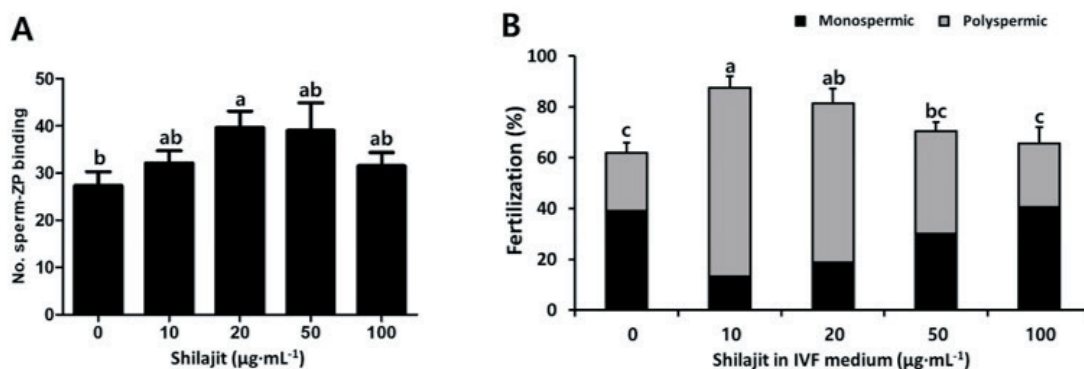 A
No. sperm-ZP binding
50
40
30
20
10
0
b
ab
a
ab
ab
0 10 20 50 100
Shilajit (µg·mL⁻¹)
B
Monospermic Polyspermic
Fertilization (%)
100
80
60
40
20
0
c
a
ab
bc
c
0 10 20 50 100
Shilajit in IVF medium (µg·mL⁻¹)